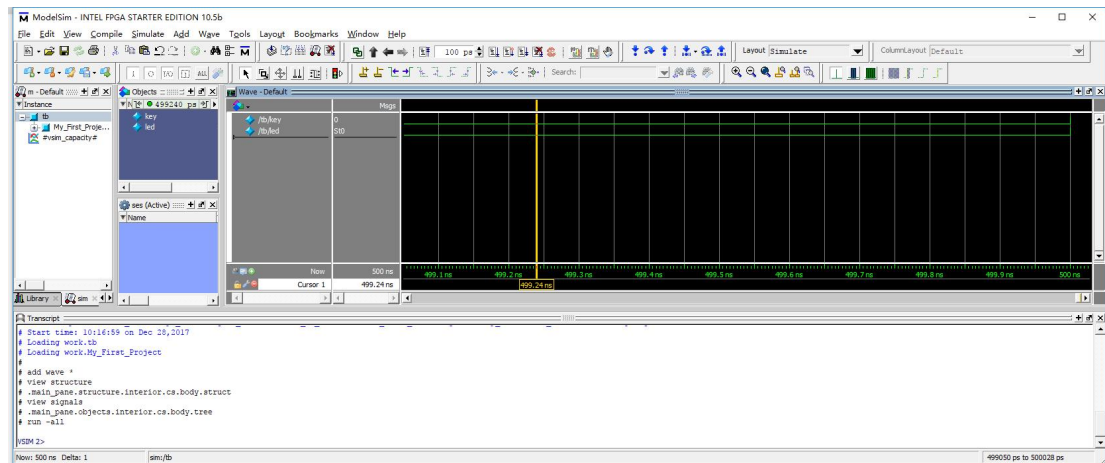 ModelSim - INTEL FPGA STARTER EDITION 10.5b
File Edit View Compile Simulate Add Wave Tools Layout Bookmarks Window Help
100 ps
Layout Simulate
ColumnLayout Default
Search:
m - Default
Objects
Wave - Default
Instance
499240 ps
Msgs
tb
My_First_Proje...
#vsim_capacity#
key
led
/tb/key
0
/tb/led
St0
ses (Active)
Name
Now
500 ns
499.1 ns
499.2 ns
499.3 ns
499.4 ns
499.5 ns
499.6 ns
499.7 ns
499.8 ns
499.9 ns
500 ns
Cursor 1
499.24 ns
499.24 ns
Library
sim
Transcript
# Start time: 10:16:59 on Dec 28,2017
# Loading work.tb
# Loading work.My_First_Project
#
# add wave *
# view structure
# .main_pane.structure.interior.cs.body.struct
# view signals
# .main_pane.objects.interior.cs.body.tree
# run -all
VSIM 2>
Now: 500 ns Delta: 1
sim:/tb
499050 ps to 500028 ps